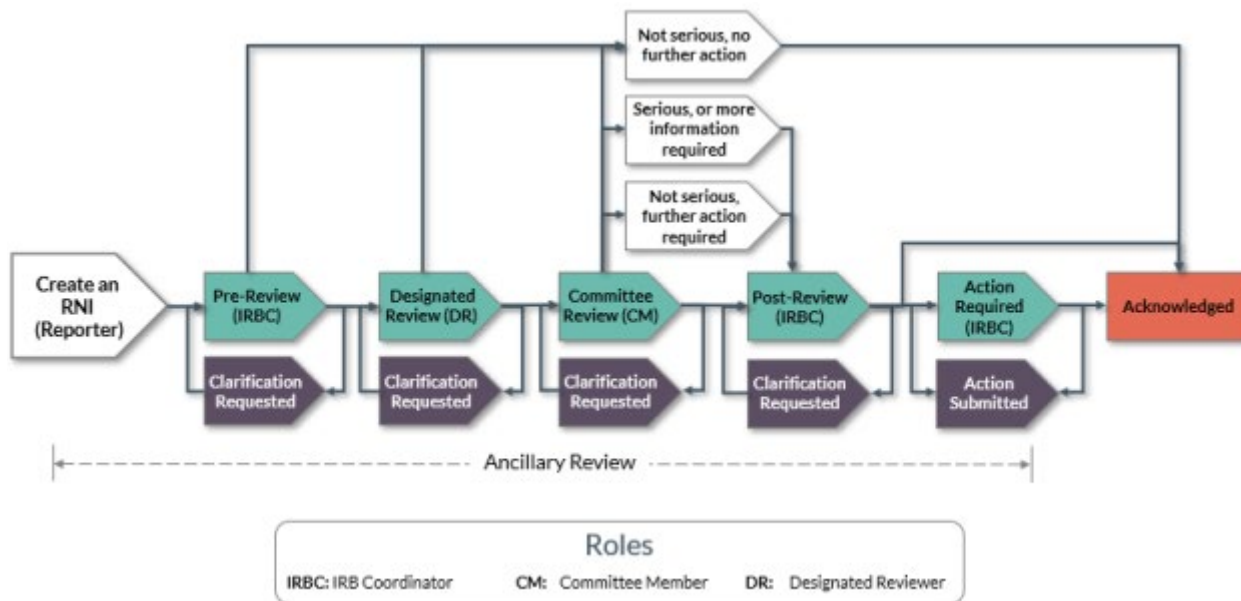 Not serious, no
further action
Serious, or more
information
required
Not serious,
further action
required
Create an
RNI
(Reporter)
Pre-Review
(IRBC)
Designated
Review (DR)
Committee
Review (CM)
Post-Review
(IRBC)
Action
Required
(IRBC)
Acknowledged
Clarification
Requested
Clarification
Requested
Clarification
Requested
Clarification
Requested
Action
Submitted
Ancillary Review
Roles
IRBC: IRB Coordinator CM: Committee Member DR: Designated Reviewer